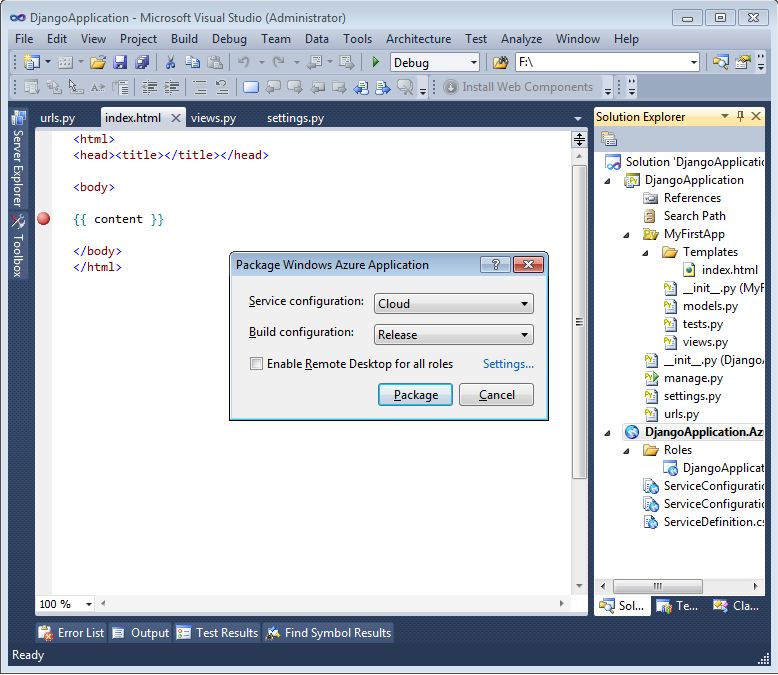 DjangoApplication - Microsoft Visual Studio (Administrator)
File Edit View Project Build Debug Team Data Tools Architecture Test Analyze Window Help
Debug F:\
Install Web Components
urls.py index.html views.py settings.py
Server Explorer
Toolbox
<html>
<head><title></title></head>
<body>
{{ content }}
</body>
</html>
100 %
Package Windows Azure Application
Service configuration: Cloud
Build configuration: Release
Enable Remote Desktop for all roles Settings...
Package Cancel
Solution Explorer
Solution 'DjangoApplicatio
DjangoApplication
References
Search Path
MyFirstApp
Templates
index.html
__init__.py (MyF
models.py
tests.py
views.py
__init__.py (DjangoA
manage.py
settings.py
urls.py
DjangoApplication.Az
Roles
DjangoApplicat
ServiceConfiguratio
ServiceConfiguratio
ServiceDefinition.cs
Sol... Te... Cla...
Error List Output Test Results Find Symbol Results
Ready